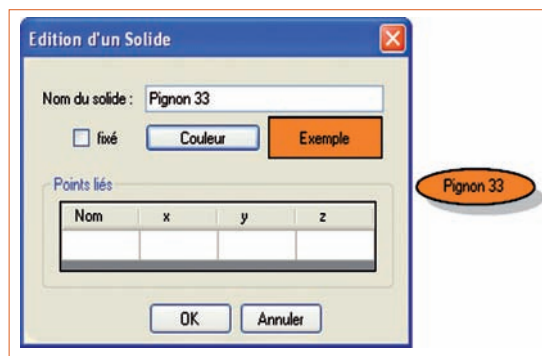 Edition d'un Solide
Nom du solide : Pignon 33
fixé Couleur Exemple
Points liés
Nom x y z
OK Annuler
Pignon 33